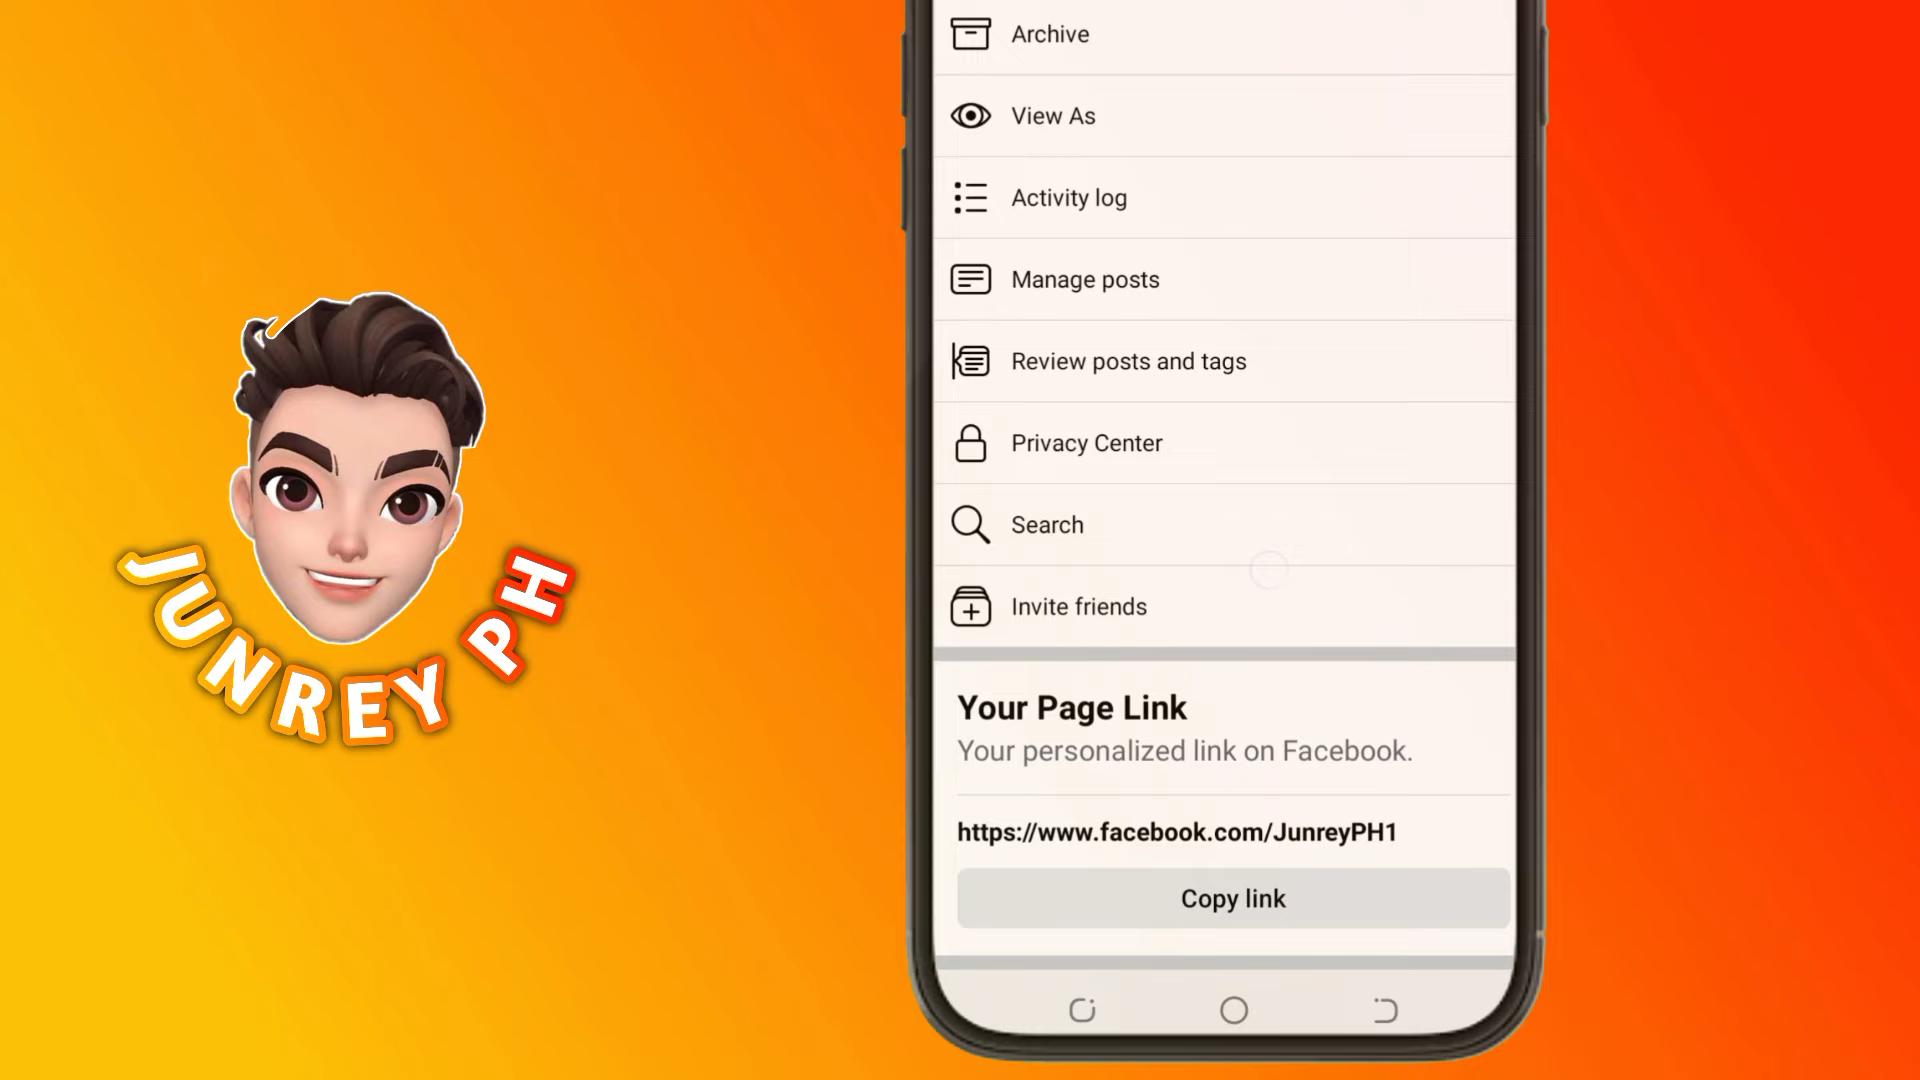 Archive
View As
Activity log
Manage posts
Review posts and tags
Privacy Center
Search
Invite friends
Your Page Link
Your personalized link on Facebook.
https://www.facebook.com/JunreyPH1
Copy link
JUNREY PH